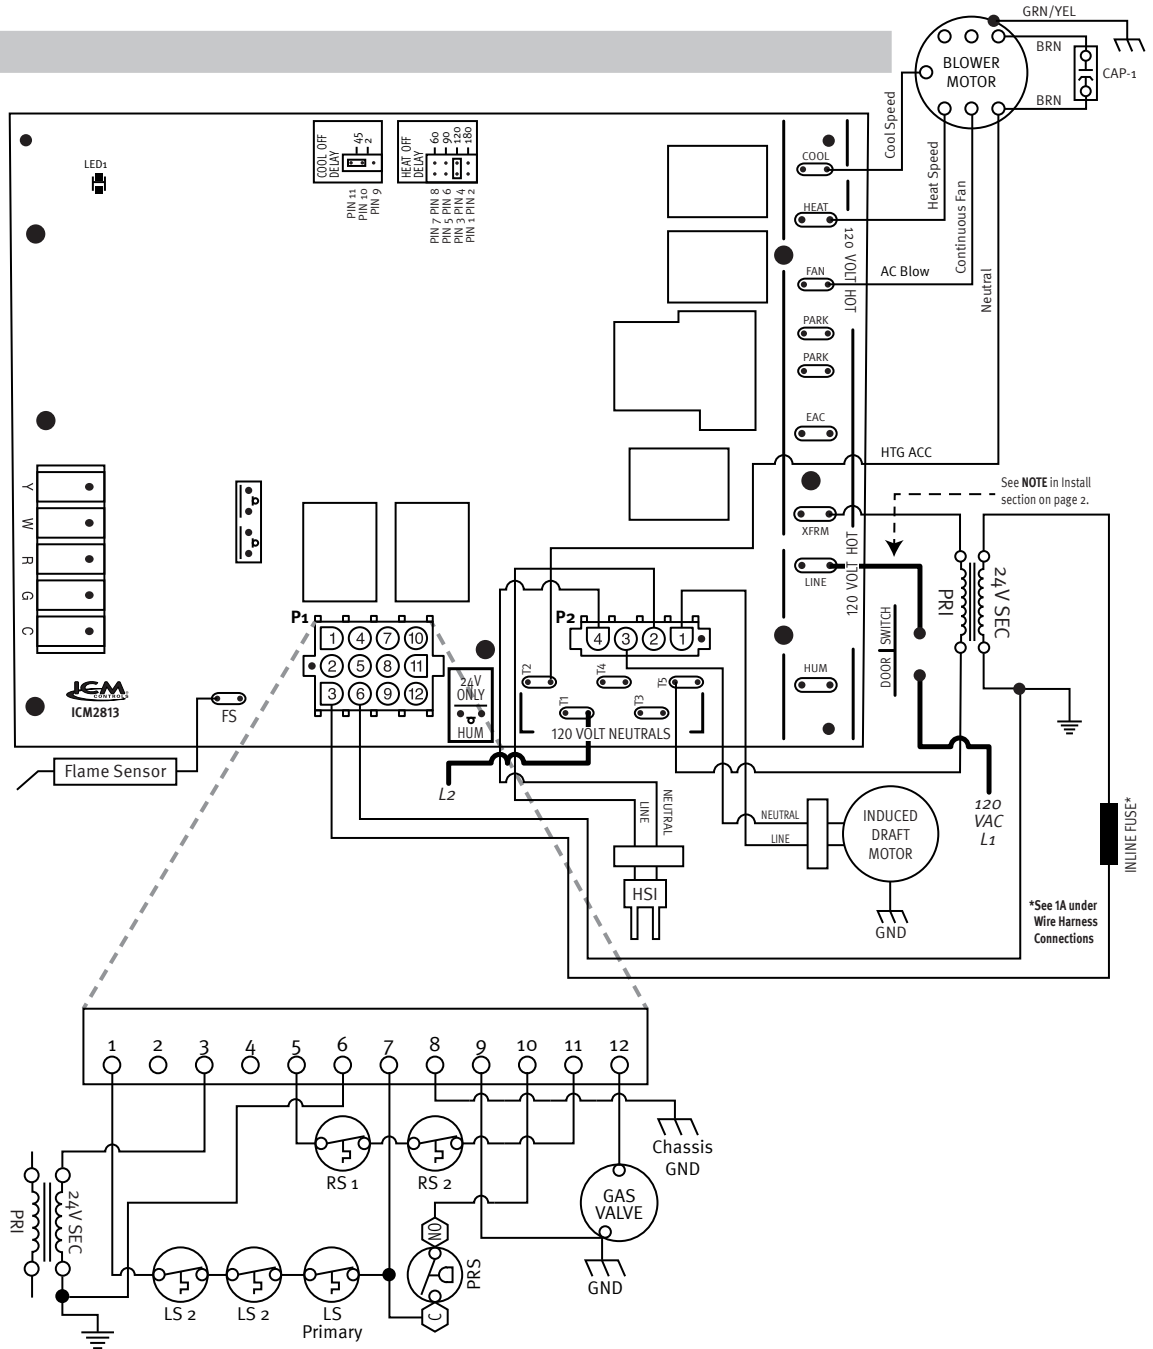 GRN/YEL
BRN
BLOWER
MOTOR
CAP-1
BRN
Cool Speed
Heat Speed
Continuous Fan
Neutral
LED1
COOL OFF
DELAY
45
2
PIN 11
PIN 10
PIN 9
HEAT OFF
DELAY
60
90
120
180
PIN 7 PIN 8
PIN 5 PIN 6
PIN 3 PIN 4
PIN 1 PIN 2
COOL
HEAT
120 VOLT HOT
FAN
AC Blow
PARK
PARK
EAC
HTG ACC
See NOTE in Install
section on page 2.
XFRM
LINE
120 VOLT HOT
HUM
DOOR SWITCH
PRI
24V SEC
Y
W
R
G
C
ICM
CONTROLS
ICM2813
FS
Flame Sensor
P1
1 4 7 10
2 5 8 11
3 6 9 12
24V
ONLY
HUM
P2
4 3 2 1
T2
T4
T5
T1
T3
120 VOLT NEUTRALS
L2
LINE
NEUTRAL
HSI
NEUTRAL
LINE
INDUCED
DRAFT
MOTOR
GND
120
VAC
L1
INLINE FUSE*
*See 1A under
Wire Harness
Connections
1 2 3 4 5 6 7 8 9 10 11 12
RS 1
RS 2
Chassis
GND
GAS
VALVE
GND
PRI
24V SEC
LS 2
LS 2
LS
Primary
NO
PRS
C